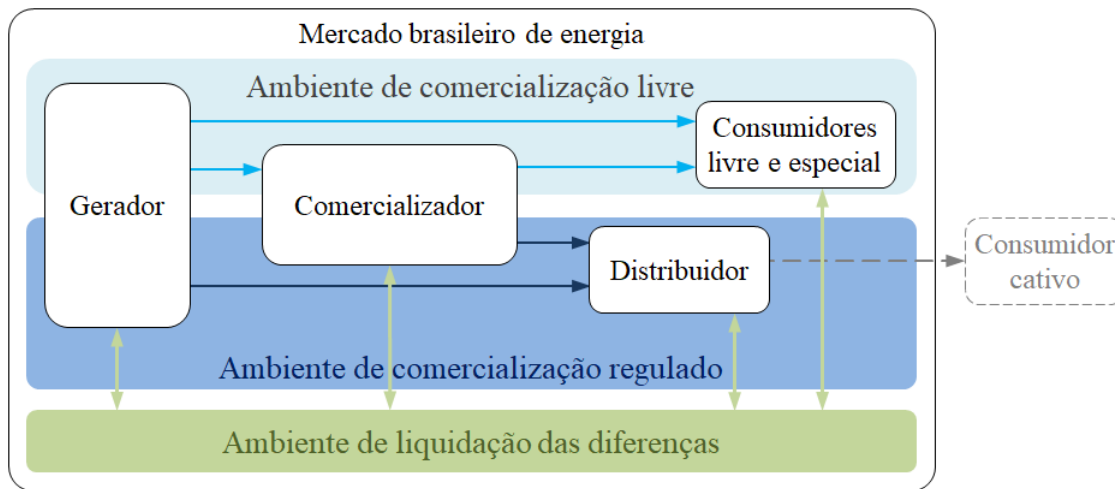 Mercado brasileiro de energia
Ambiente de comercialização livre
Gerador
Comercializador
Consumidores
livre e especial
Distribuidor
Consumidor
cativo
Ambiente de comercialização regulado
Ambiente de liquidação das diferenças